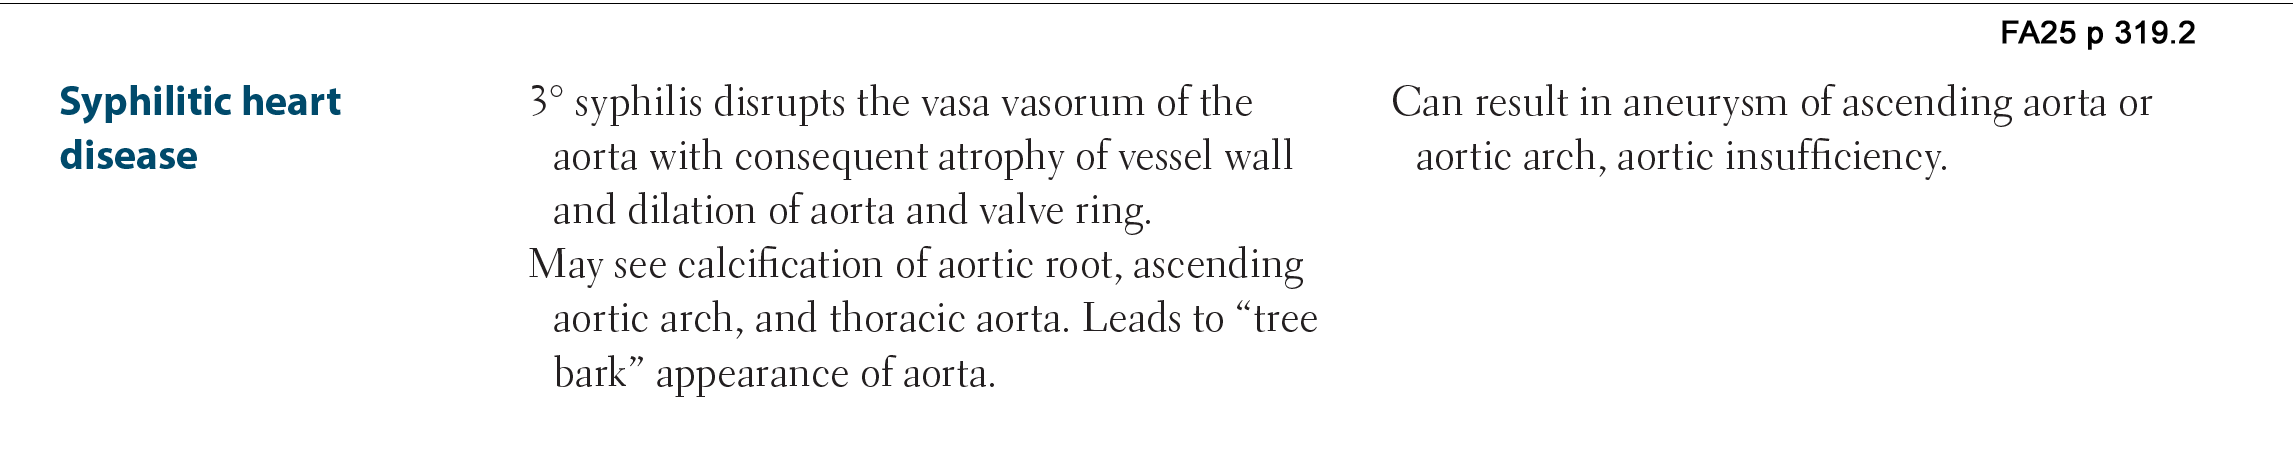 FA25 p 319.2
Syphilitic heart
disease
3° syphilis disrupts the vasa vasorum of the
aorta with consequent atrophy of vessel wall
and dilation of aorta and valve ring.
May see calcification of aortic root, ascending
aortic arch, and thoracic aorta. Leads to “tree
bark” appearance of aorta.
Can result in aneurysm of ascending aorta or
aortic arch, aortic insufficiency.